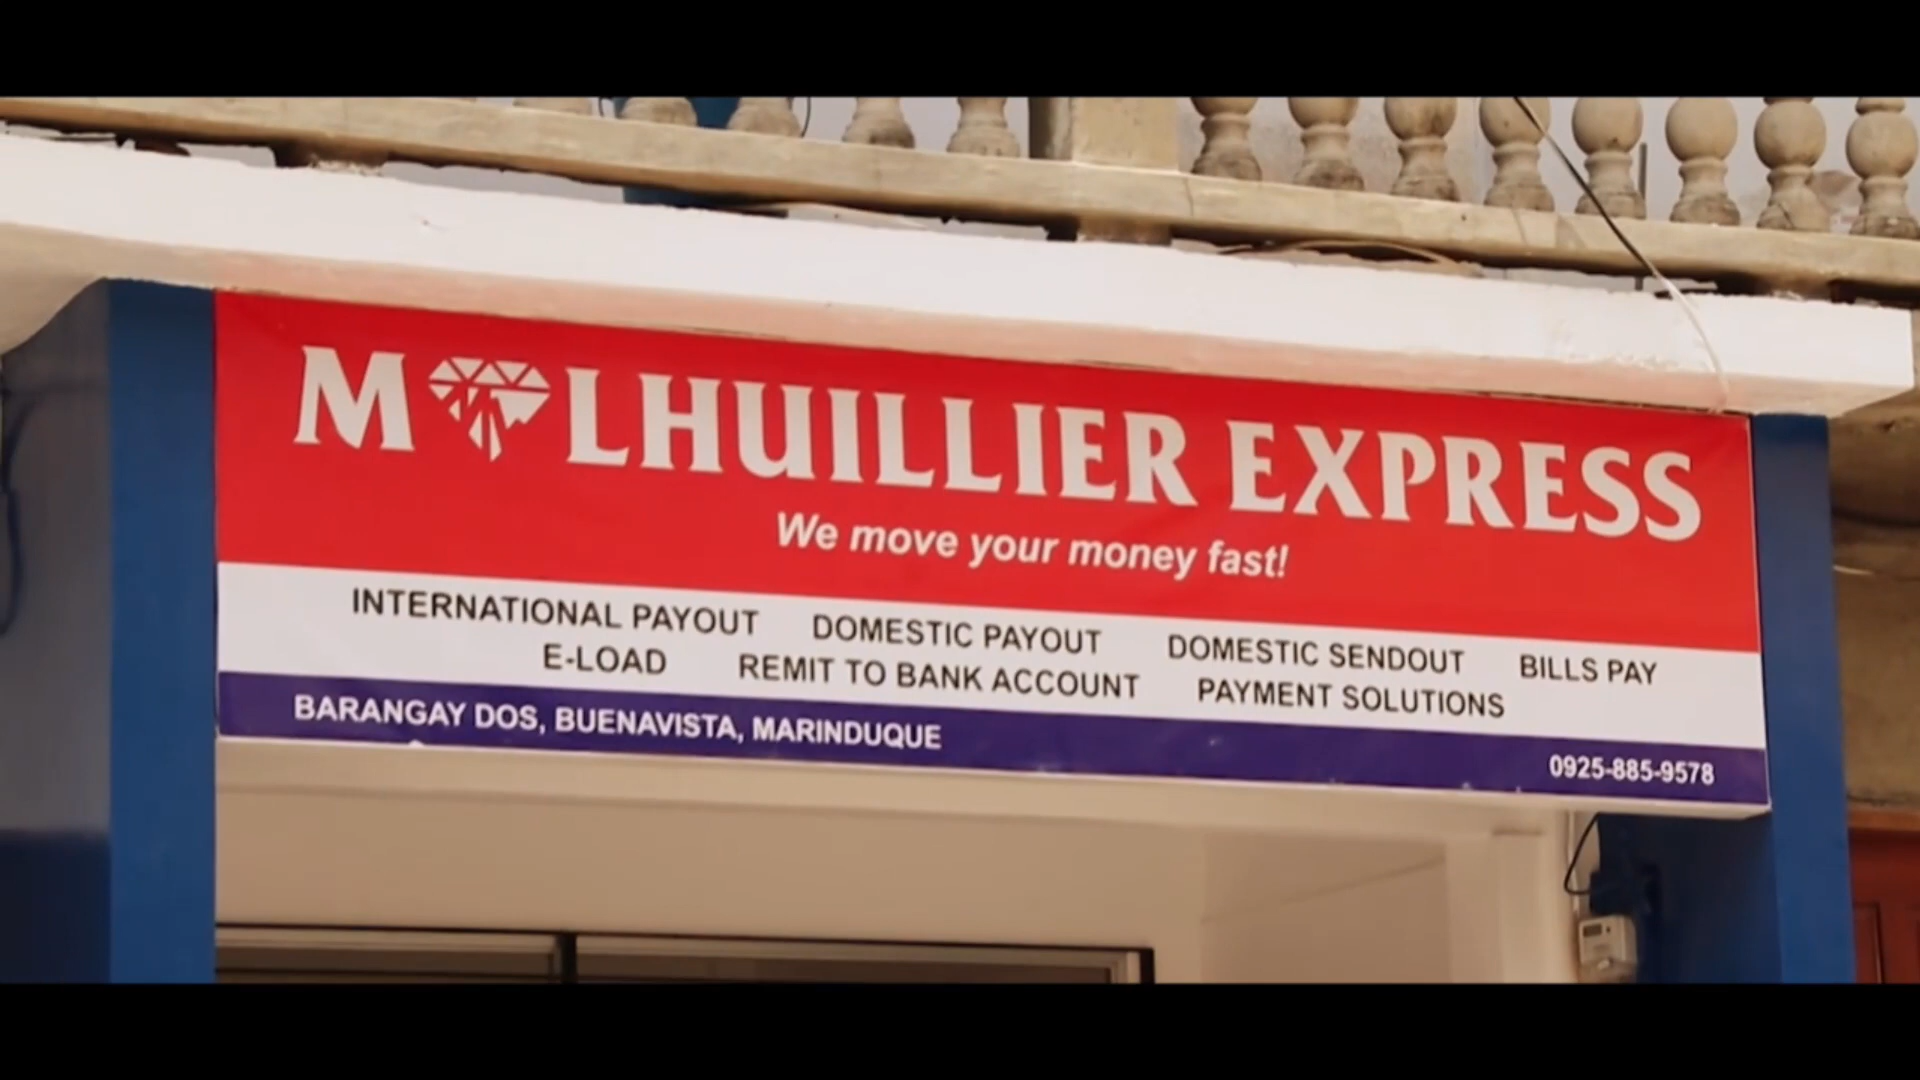 M LHUILLIER EXPRESS
We move your money fast!
INTERNATIONAL PAYOUT DOMESTIC PAYOUT DOMESTIC SENDOUT BILLS PAY
E-LOAD REMIT TO BANK ACCOUNT PAYMENT SOLUTIONS
BARANGAY DOS, BUENAVISTA, MARINDUQUE
0925-885-9578